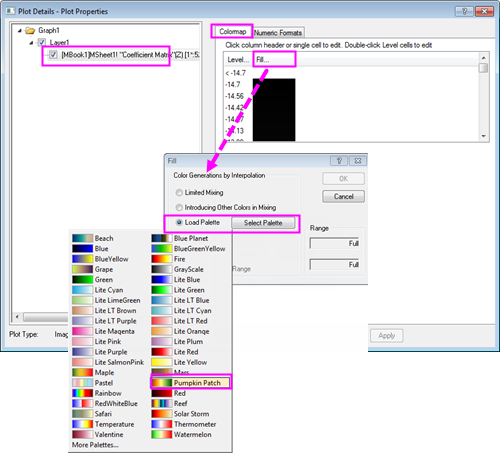 Plot Details - Plot Properties
Graph1
Layer1
[MBook1]MSheet1! "Coefficient Matrix"(Z) [1*:5
Colormap
Numeric Formats
Click column header or single cell to edit. Double-click Level cells to edit
Level...
Fill...
< -14.7
-14.7
-14.56
-14.42
-14.27
-14.13
Fill
Color Generations by Interpolation
Limited Mixing
Introducing Other Colors in Mixing
Load Palette
Select Palette
OK
Cancel
Range
Full
Full
Range
Beach
Blue
BlueYellow
Grape
Green
Lite Cyan
Lite LimeGreen
Lite LT Brown
Lite LT Purple
Lite Magenta
Lite Pink
Lite Purple
Lite SalmonPink
Maple
Pastel
Rainbow
RedWhiteBlue
Safari
Temperature
Valentine
Blue Planet
BlueGreenYellow
Fire
GrayScale
Lite Blue
Lite Green
Lite LT Blue
Lite LT Cyan
Lite LT Red
Lite Orange
Lite Plum
Lite Red
Lite Yellow
Mars
Pumpkin Patch
Red
Reef
Solar Storm
Thermometer
Watermelon
More Palettes...
Plot Type:
Imag
Apply